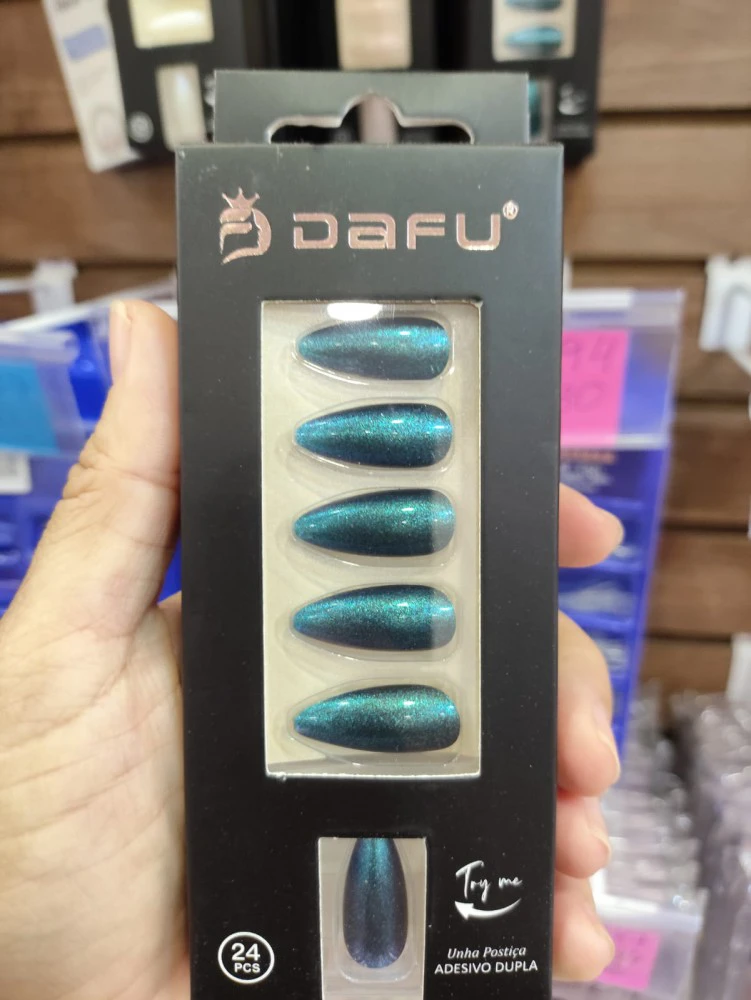 DaFU®
Try me
24
PCS
Unha Postiça
ADESIVO DUPLA